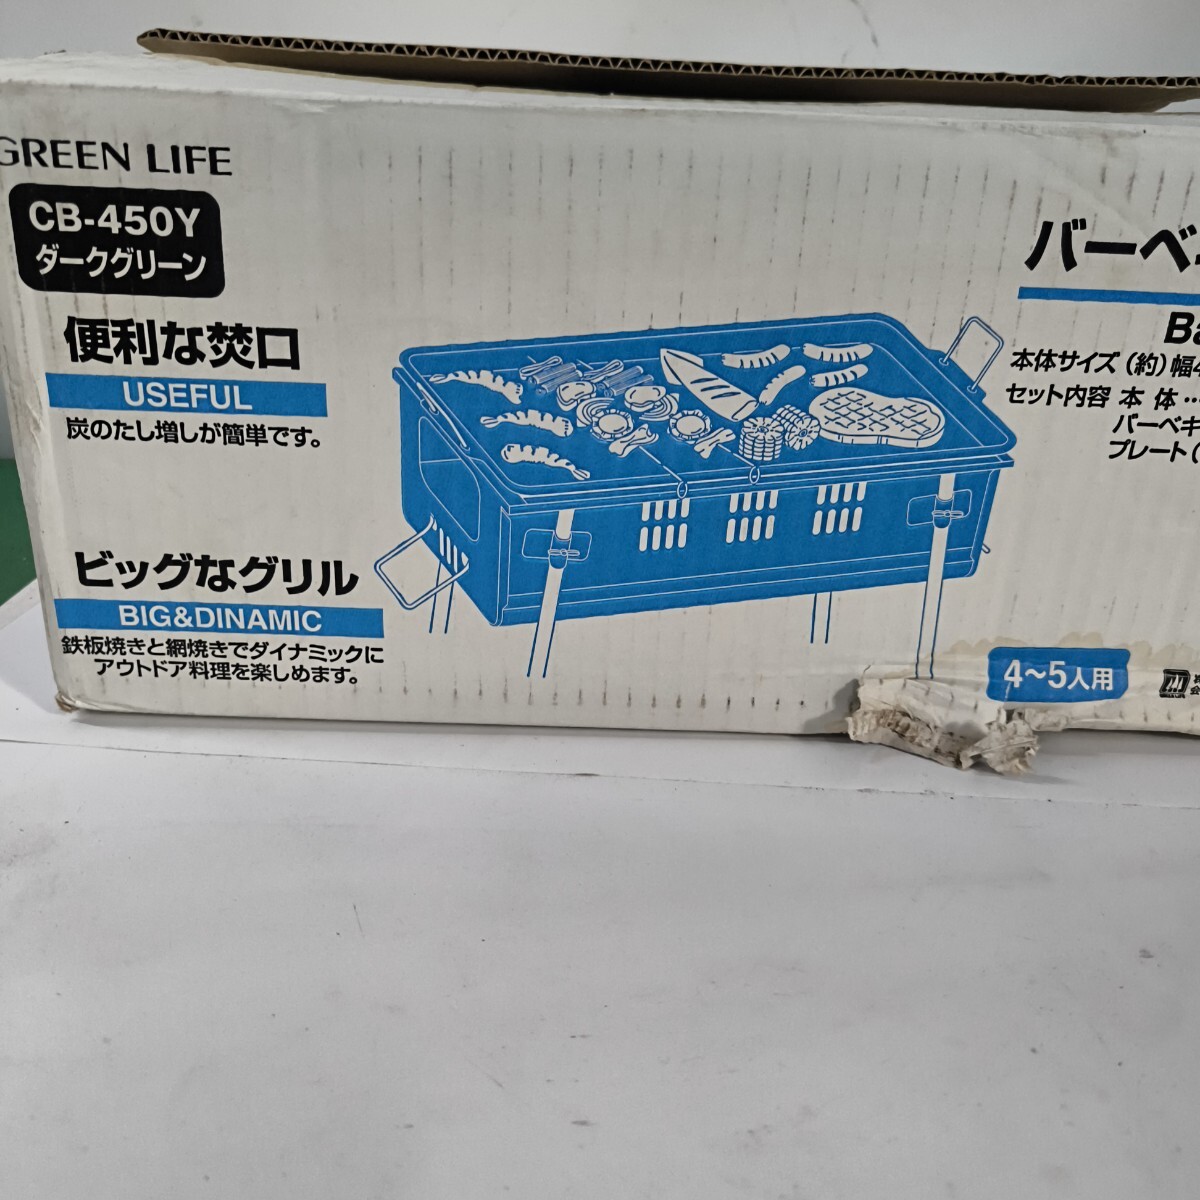 GREEN LIFE
CB-450Y
ダークグリーン
便利な焚口
USEFUL
炭のたし増しが簡単です。
ビッグなグリル
BIG&DINAMIC
鉄板焼きと網焼きでダイナミックに
アウトドア料理を楽しめます。
バーベ
本体サイズ（約）幅4
セット内容 本 体 …
バーベキ
プレート（
4〜5人用